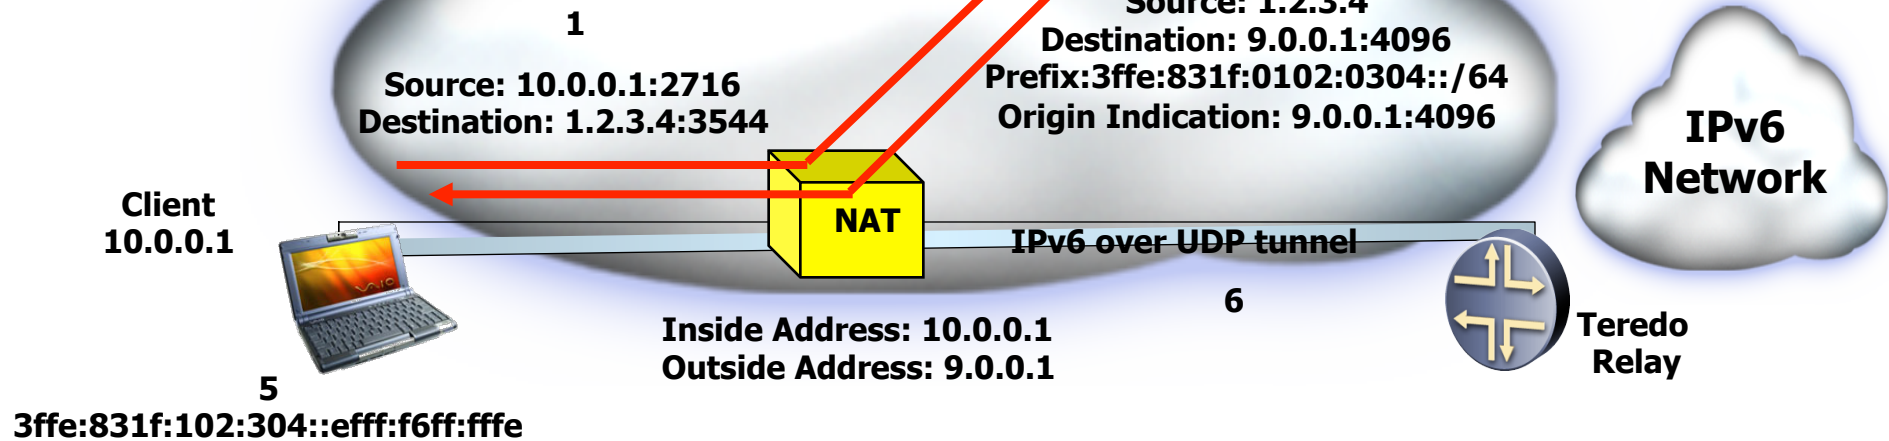 1
Source: 1.2.3.4
Destination: 9.0.0.1:4096
Prefix:3ffe:831f:0102:0304::/64
Origin Indication: 9.0.0.1:4096
Source: 10.0.0.1:2716
Destination: 1.2.3.4:3544
IPv6
Network
Client
10.0.0.1
NAT
IPv6 over UDP tunnel
6
VAIO
Inside Address: 10.0.0.1
Outside Address: 9.0.0.1
Teredo
Relay
5
3ffe:831f:102:304::efff:f6ff:fffe